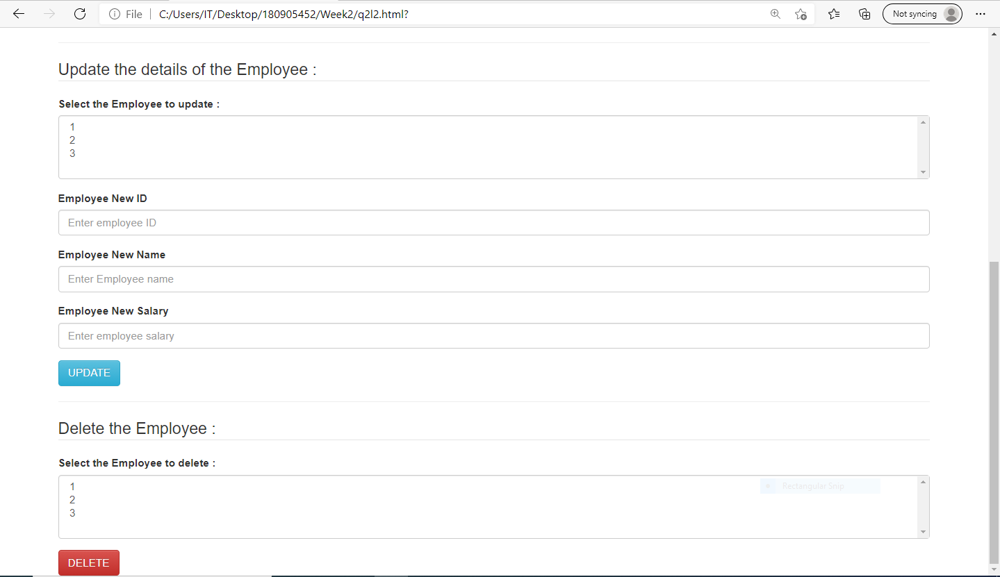 File
C:/Users/IT/Desktop/180905452/Week2/q2l2.html?
Not syncing
Update the details of the Employee :
Select the Employee to update :
1
2
3
Employee New ID
Enter employee ID
Employee New Name
Enter Employee name
Employee New Salary
Enter employee salary
UPDATE
Delete the Employee :
Select the Employee to delete :
1
2
3
Rectangular Snip
DELETE